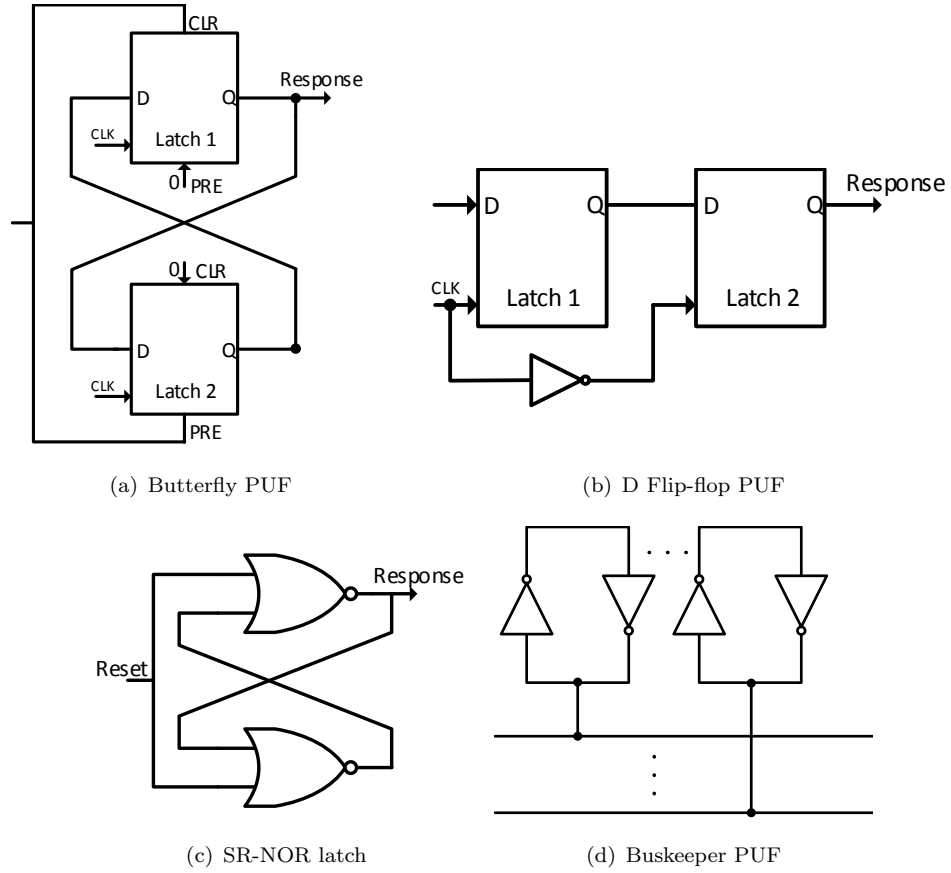 CLR
Response
D
Q
CLK
Latch 1
0
PRE
0
CLR
D
Q
CLK
Latch 2
PRE
(a) Butterfly PUF
Response
D
Q
D
Q
CLK
Latch 1
Latch 2
(b) D Flip-flop PUF
Response
Reset
(c) SR-NOR latch
. . .
. . .
(d) Buskeeper PUF